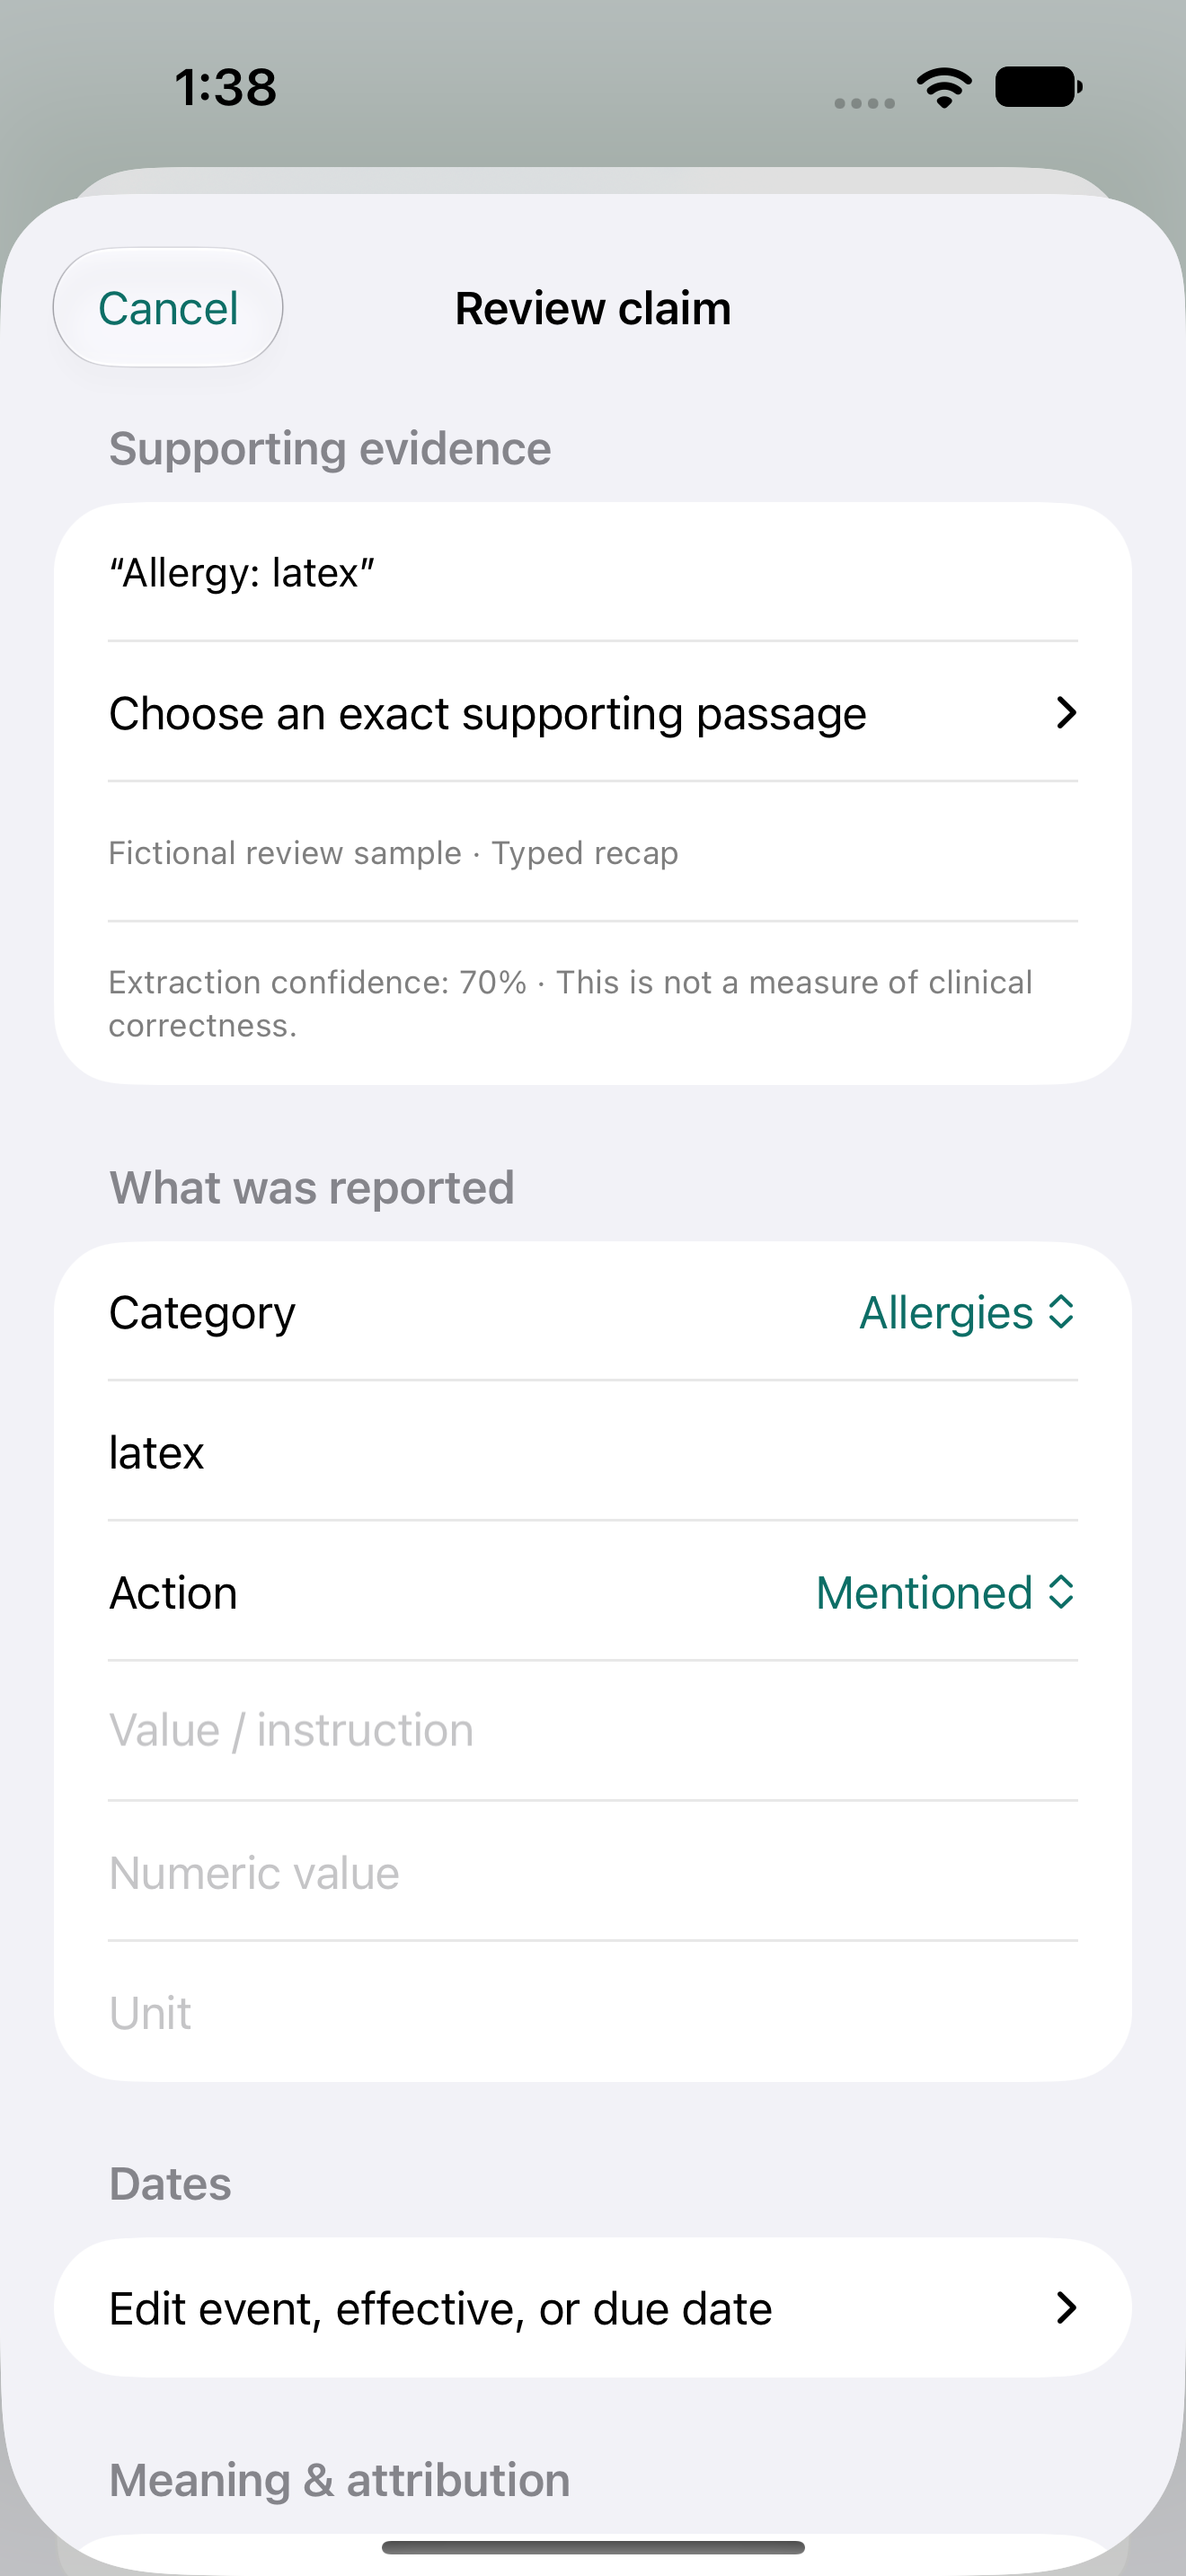 1:38
Cancel
Review claim
Supporting evidence
“Allergy: latex”
Choose an exact supporting passage
Fictional review sample · Typed recap
Extraction confidence: 70% · This is not a measure of clinical
correctness.
What was reported
Category
Allergies
latex
Action
Mentioned
Value / instruction
Numeric value
Unit
Dates
Edit event, effective, or due date
Meaning & attribution